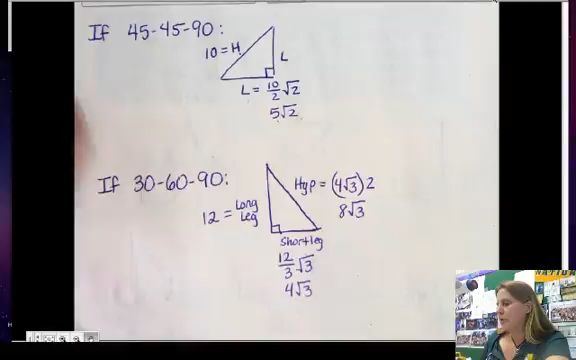 If 45-45-90:
10 = H
L
L = 10/2 √2
5√2
If 30-60-90:
Hyp = (4√3)2
8√3
12 = Long Leg
Short leg
12/3 √3
4√3
NATION